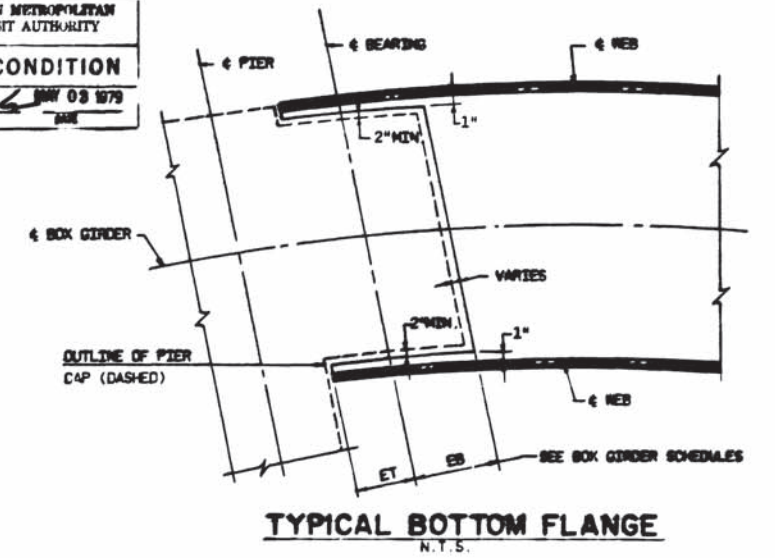 METROPOLITAN
SIT AUTHORITY
CONDITION
MAY 03 1979
℄ PIER
℄ BEARING
℄ WEB
2"MIN.
1"
℄ BOX GIRDER
VARIES
2"MIN.
1"
OUTLINE OF PIER
CAP (DASHED)
℄ WEB
ET
EB
SEE BOX GIRDER SCHEDULES
TYPICAL BOTTOM FLANGE
N.T.S.